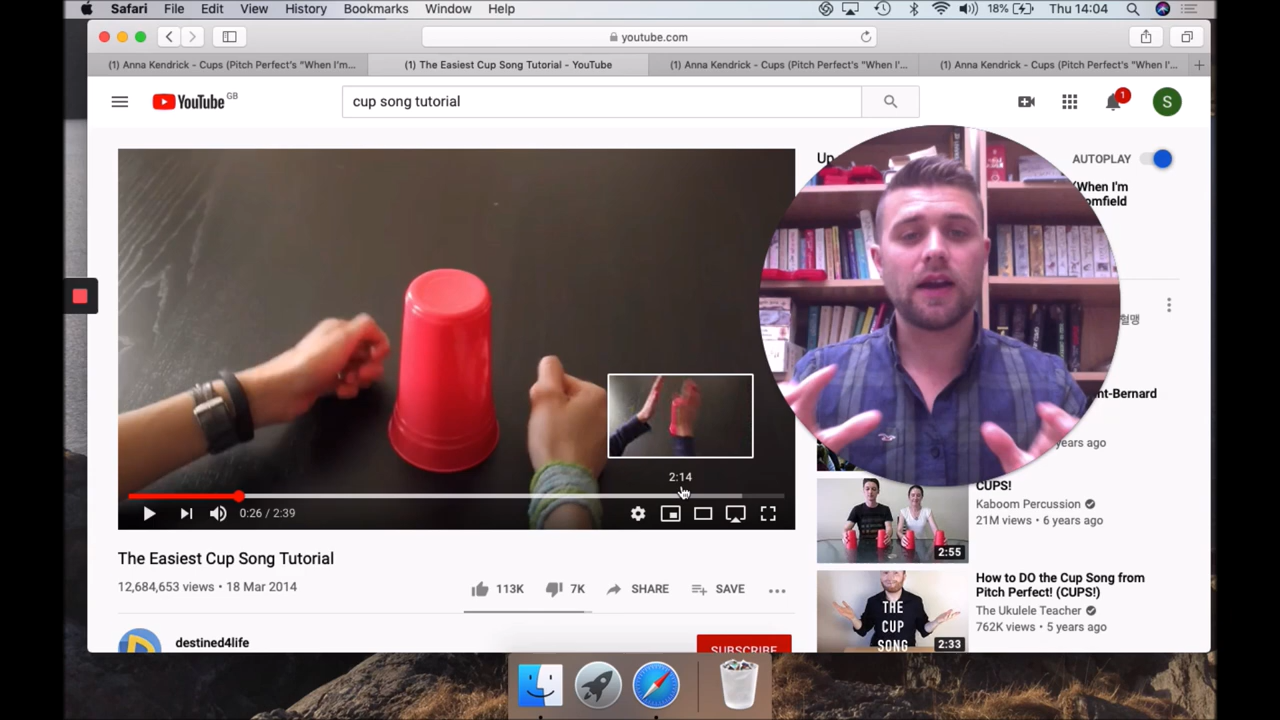 Safari File Edit View History Bookmarks Window Help 18% Thu 14:04
youtube.com
(1) Anna Kendrick - Cups (Pitch Perfect's "When I'm... (1) The Easiest Cup Song Tutorial - YouTube (1) Anna Kendrick - Cups (Pitch Perfect's "When I'... (1) Anna Kendrick - Cups (Pitch Perfect's "When I'...
YouTube GB cup song tutorial 1 S
Up AUTOPLAY
(When I'm
omfield
혈맹
nt-Bernard
years ago
2:14
0:26 / 2:39
CUPS!
Kaboom Percussion
21M views • 6 years ago
2:55
The Easiest Cup Song Tutorial
12,684,653 views • 18 Mar 2014 113K 7K SHARE SAVE
How to DO the Cup Song from
Pitch Perfect! (CUPS!)
The Ukulele Teacher
762K views • 5 years ago
THE
CUP
SONG
2:33
destined4life
SUBSCRIBE